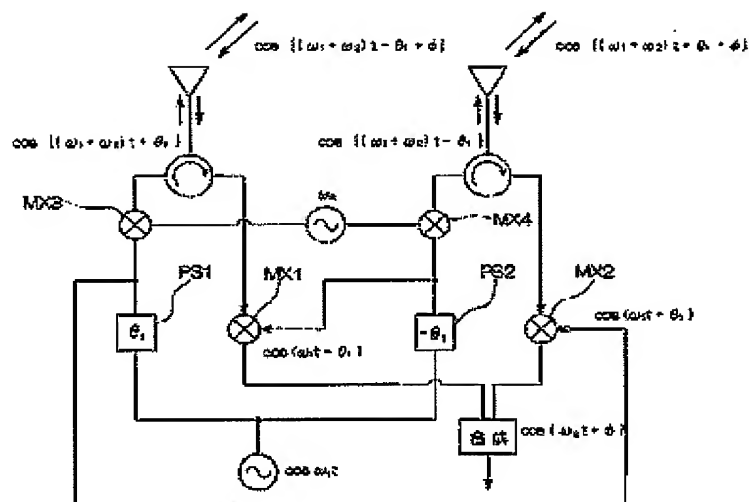 cos {(ω₁+ω₂)t-θ₁+φ}
cos {(ω₁+ω₂)t+θ₁+φ}
cos {(ω₁+ω₂)t+θ₁}
cos {(ω₁+ω₂)t-θ₁}
MX3
ω₂
MX4
PS1
MX1
PS2
MX2
θ₁
-θ₁
cos(ω₁t+θ₁)
cos(ω₁t-θ₁)
合成
cos(ω₂t+φ)
cos ω₁t